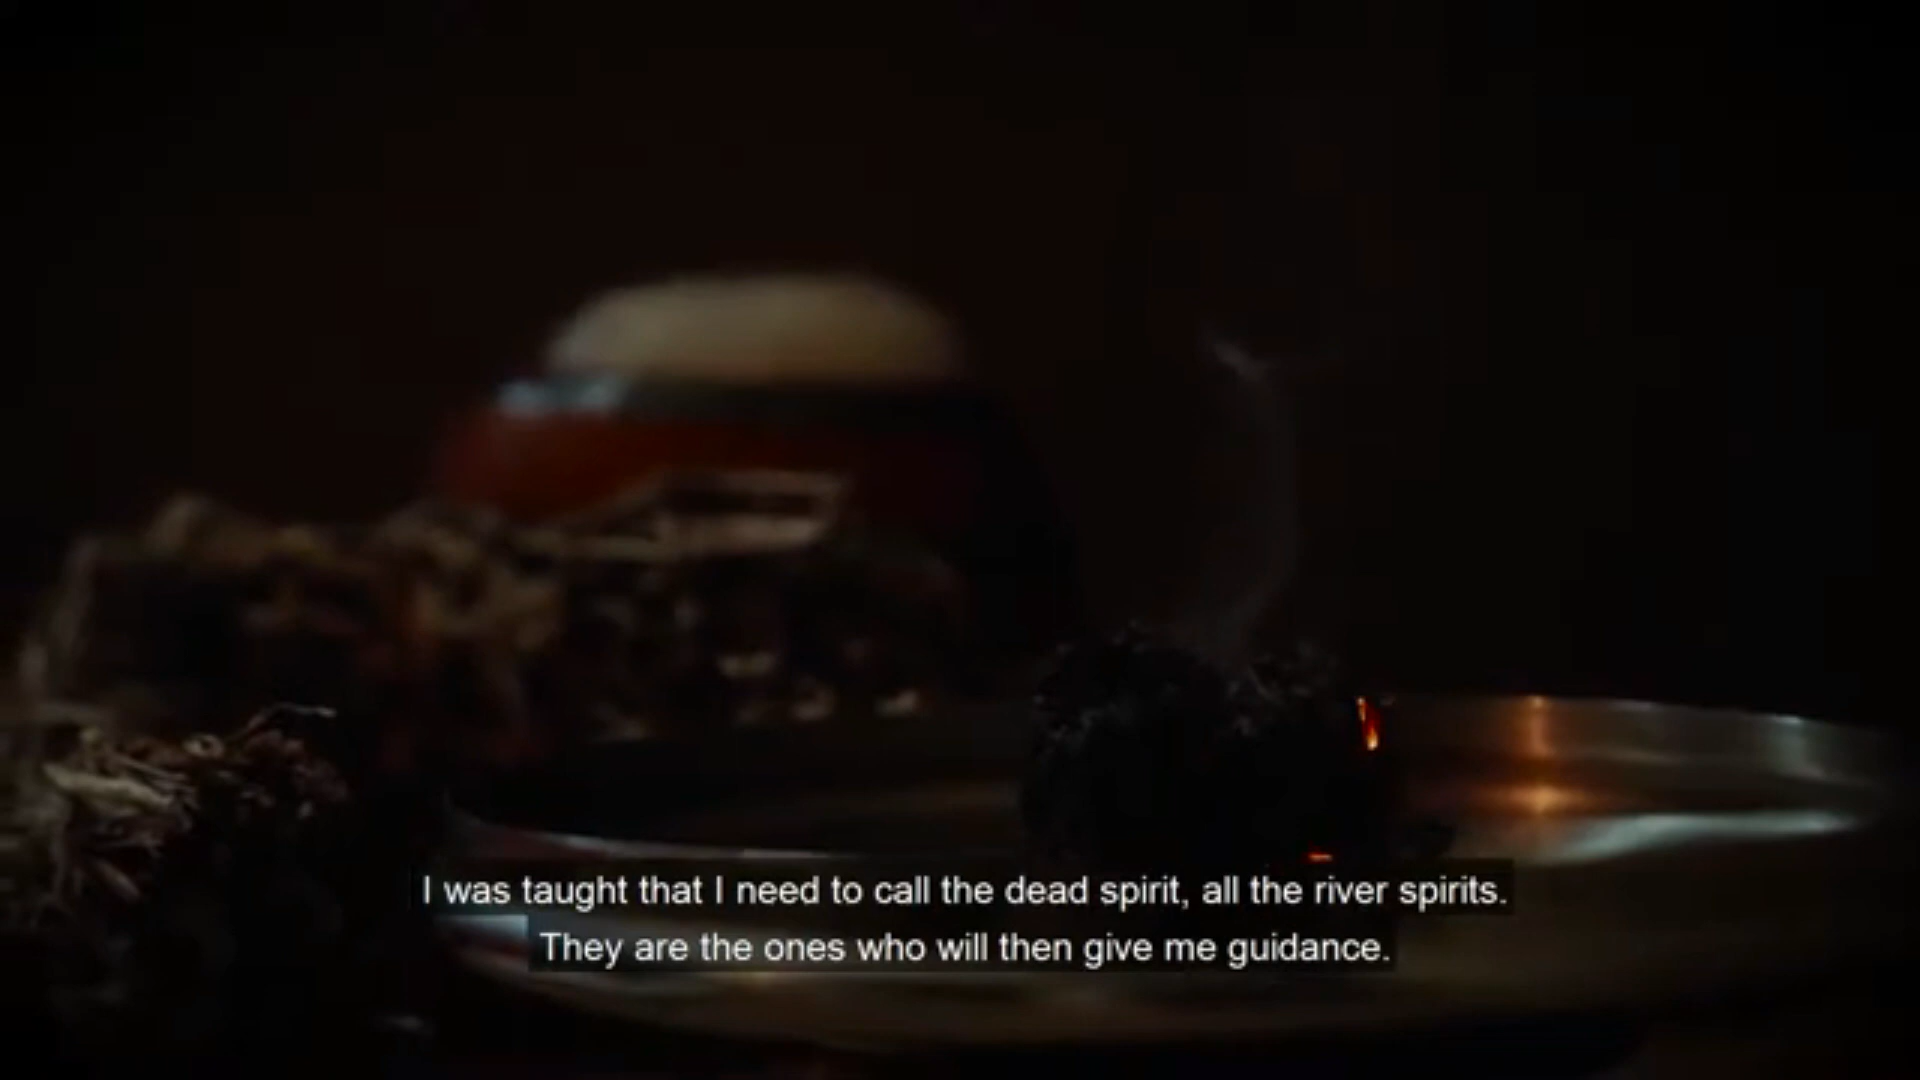 I was taught that I need to call the dead spirit, all the river spirits.
They are the ones who will then give me guidance.